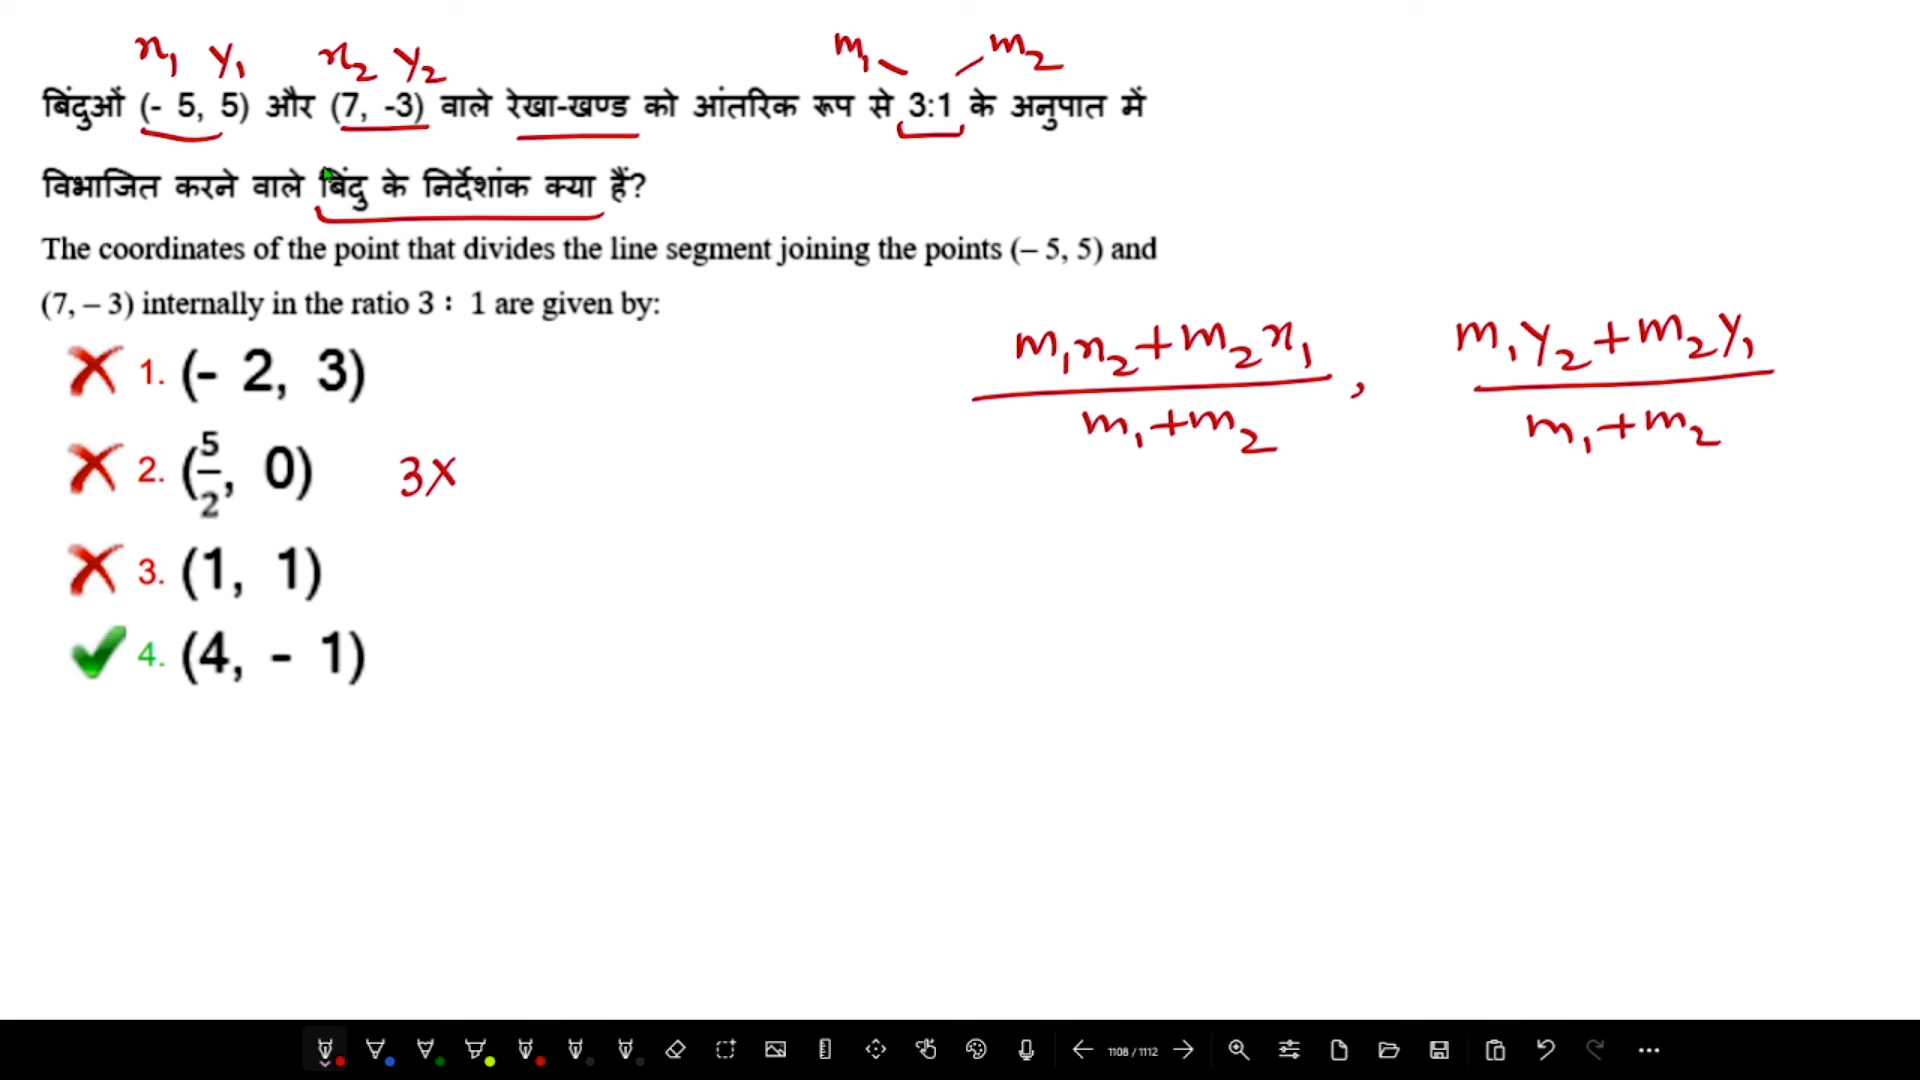 x₁ y₁ x₂ y₂ m₁ m₂
बिंदुओं (- 5, 5) और (7, -3) वाले रेखा-खण्ड को आंतरिक रूप से 3:1 के अनुपात में
विभाजित करने वाले बिंदु के निर्देशांक क्या हैं?
The coordinates of the point that divides the line segment joining the points (– 5, 5) and
(7, – 3) internally in the ratio 3 : 1 are given by:
m₁x₂+m₂x₁ , m₁y₂+m₂y₁
m₁+m₂ m₁+m₂
1. (- 2, 3)
2. (5/2, 0) 3x
3. (1, 1)
4. (4, - 1)
1108 / 1112